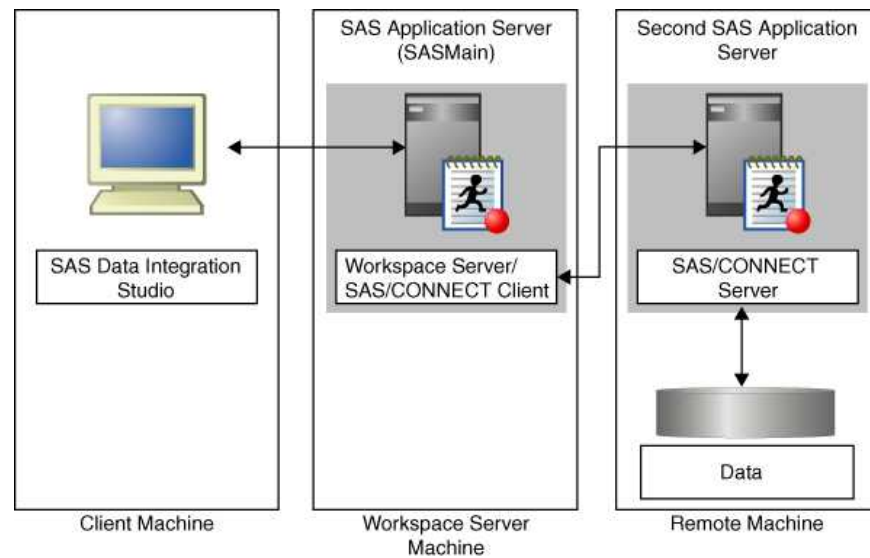 SAS Application Server
(SASMain)
Second SAS Application
Server
SAS Data Integration
Studio
Workspace Server/
SAS/CONNECT Client
SAS/CONNECT
Server
Data
Client Machine
Workspace Server
Machine
Remote Machine